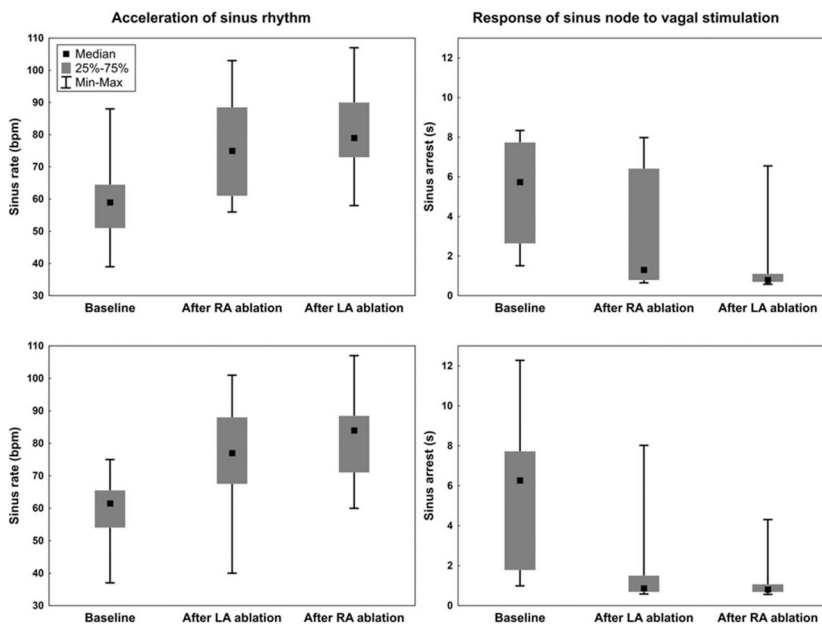 Acceleration of sinus rhythm
Response of sinus node to vagal stimulation
Sinus rate (bpm)
110
100
90
80
70
60
50
40
30
Median
25%-75%
Min-Max
Baseline
After RA ablation
After LA ablation
Sinus arrest (s)
12
10
8
6
4
2
0
Baseline
After RA ablation
After LA ablation
Sinus rate (bpm)
110
100
90
80
70
60
50
40
30
Baseline
After LA ablation
After RA ablation
Sinus arrest (s)
12
10
8
6
4
2
0
Baseline
After LA ablation
After RA ablation